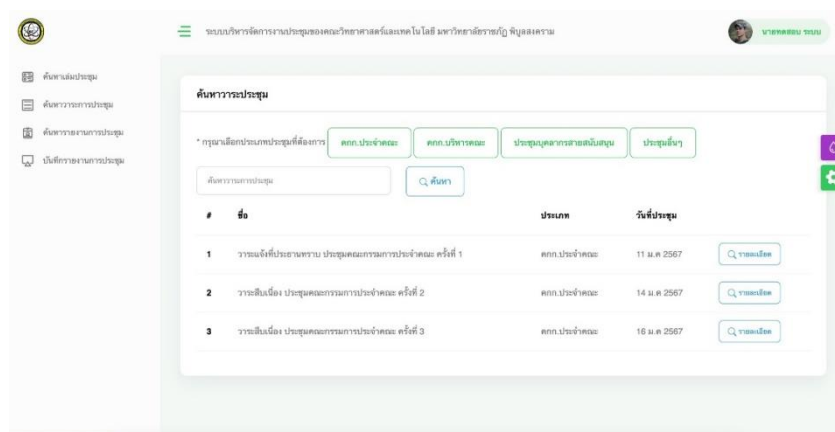 ระบบบริหารจัดการงานประชุมของคณะวิทยาศาสตร์และเทคโนโลยี มหาวิทยาลัยราชภัฏ พิบูลสงคราม
นายทดสอบ ระบบ
ค้นหาเล่มประชุม
ค้นหาวาระการประชุม
ค้นหารายงานการประชุม
บันทึกรายงานการประชุม
ค้นหาวาระประชุม
* กรุณาเลือกประเภทประชุมที่ต้องการ คกก.ประจำคณะ คกก.บริหารคณะ ประชุมบุคลากรสายสนับสนุน ประชุมอื่นๆ
ค้นหาวาระการประชุม ค้นหา
# ชื่อ ประเภท วันที่ประชุม
1 วาระแจ้งที่ประธานทราบ ประชุมคณะกรรมการประจำคณะ ครั้งที่ 1 คกก.ประจำคณะ 11 ม.ค 2567 รายละเอียด
2 วาระสืบเนื่อง ประชุมคณะกรรมการประจำคณะ ครั้งที่ 2 คกก.ประจำคณะ 14 ม.ค 2567 รายละเอียด
3 วาระสืบเนื่อง ประชุมคณะกรรมการประจำคณะ ครั้งที่ 3 คกก.ประจำคณะ 16 ม.ค 2567 รายละเอียด